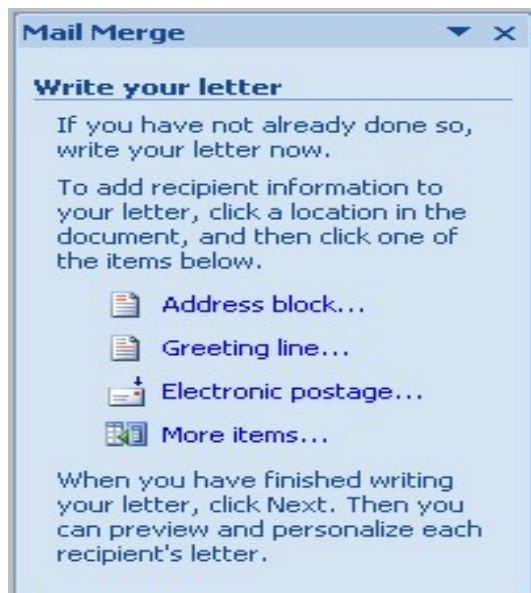 Mail Merge
Write your letter
If you have not already done so,
write your letter now.
To add recipient information to
your letter, click a location in the
document, and then click one of
the items below.
Address block...
Greeting line...
Electronic postage...
More items...
When you have finished writing
your letter, click Next. Then you
can preview and personalize each
recipient's letter.